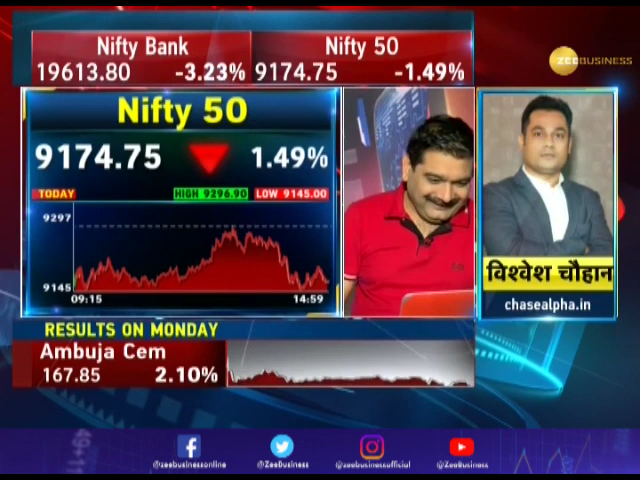 Nifty Bank
19613.80 -3.23%
Nifty 50
9174.75 -1.49%
ZEEBUSINESS
Nifty 50
9174.75 1.49%
TODAY HIGH 9296.90 LOW 9145.00
9297
9145
09:15 14:59
विश्वेश चौहान
chasealpha.in
RESULTS ON MONDAY
Ambuja Cem
167.85 2.10%
@zeebusinessonline @ZeeBusiness @zeebusinessofficial @ZeeBusiness